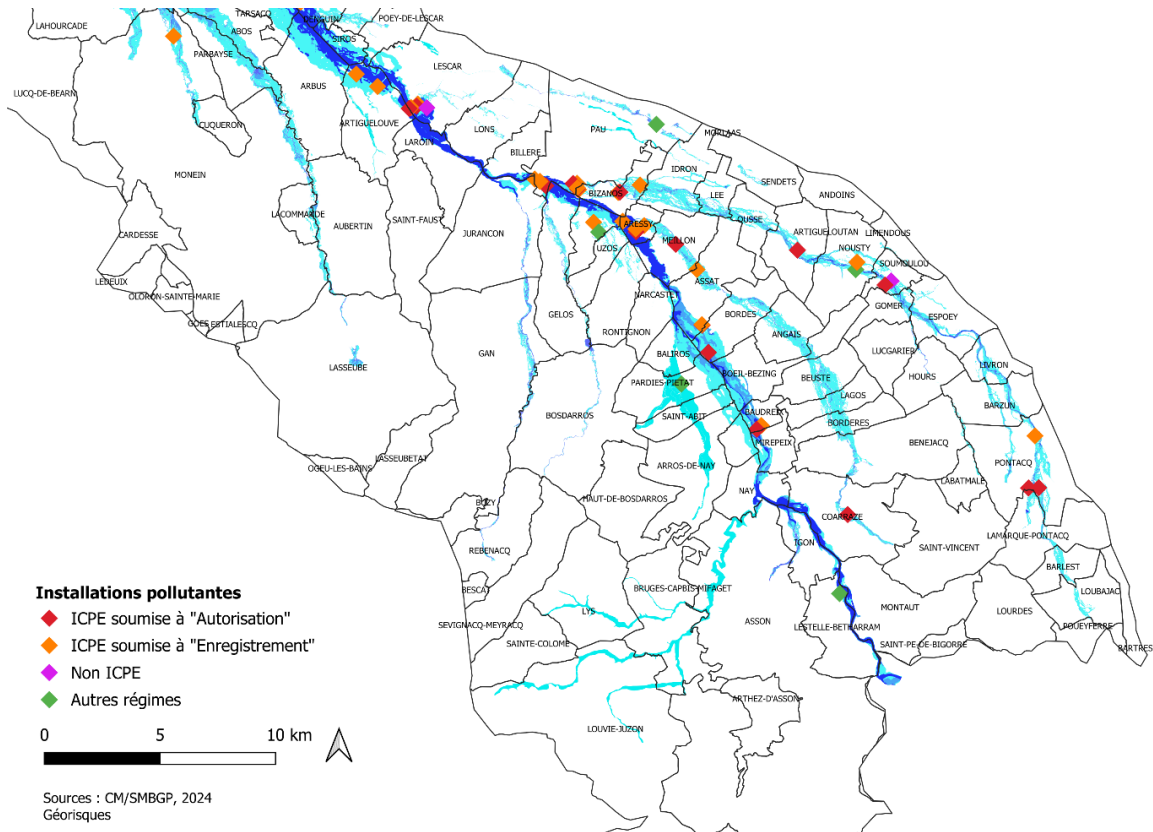 TARSACQ
DENGUIN
POEY-DE-LESCAR
LAHOURCADE
ABOS
SIROS
PARBAYSE
LESCAR
LUCQ-DE-BEARN
ARBUS
CUQUERON
ARTIGUELOUVE
LONS
PAU
MORLAAS
LAROIN
BILLERE
MONEIN
IDRON
SENDETS
BIZANOS
LEE
ANDOINS
LACOMMANDE
SAINT-FAUST
OUSSE
AUBERTIN
JURANCON
ARESSY
ARTIGUELOUTAN
LIMENDOUS
CARDESSE
UZOS
MEILLON
NOUSTY
SOUMOULOU
LEDEUIX
ASSAT
OLORON-SAINTE-MARIE
NARCASTET
GOMER
GELOS
BORDES
ESPOEY
GOES
ESTIALESCQ
RONTIGNON
ANGAIS
GAN
BALIROS
LUCGARIER
LASSEUBE
BOEIL-BEZING
LIVRON
PARDIES-PIETAT
BEUSTE
HOURS
LAGOS
BARZUN
BOSDARROS
SAINT-ABIT
BAUDREIX
BORDERES
MIREPEIX
BENEJACQ
LASSEUBETAT
PONTACQ
OGEU-LES-BAINS
ARROS-DE-NAY
LABATMALE
NAY
HAUT-DE-BOSDARROS
BUZY
COARRAZE
LAMARQUE-PONTACQ
IGON
SAINT-VINCENT
REBENACQ
BARLEST
BESCAT
BRUGES-CAPBIS-MIFAGET
LOUBAJAC
LYS
MONTAUT
LOURDES
SEVIGNACQ-MEYRACQ
ASSON
LESTELLE-BETHARRAM
POUEYFERRE
SAINTE-COLOME
SAINT-PE-DE-BIGORRE
BARTRES
ARTHEZ-D'ASSON
LOUVIE-JUZON
Installations pollutantes
ICPE soumise à "Autorisation"
ICPE soumise à "Enregistrement"
Non ICPE
Autres régimes
0 5 10 km
Sources : CM/SMBGP, 2024
Géorisques